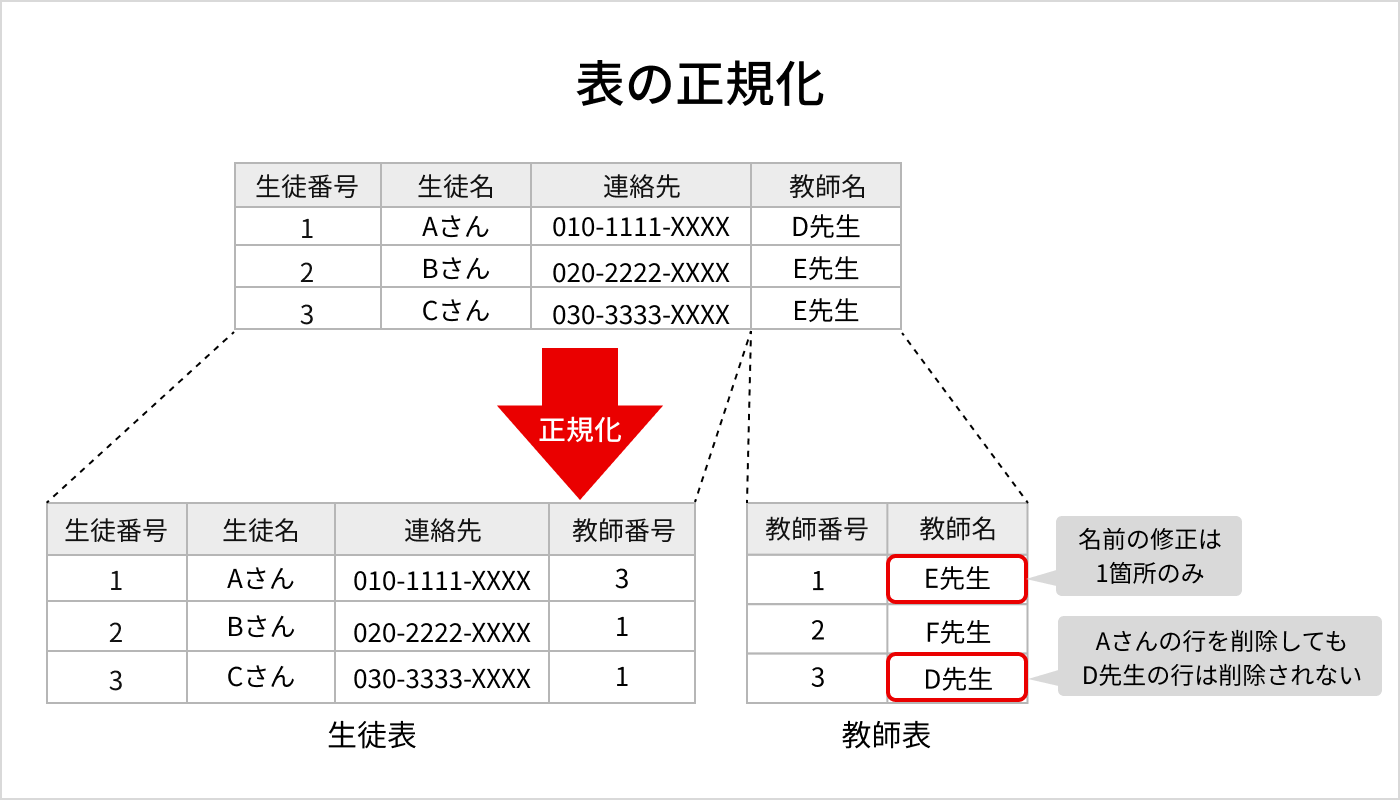 表の正規化
生徒番号 生徒名 連絡先 教師名
1 Aさん 010-1111-XXXX D先生
2 Bさん 020-2222-XXXX E先生
3 Cさん 030-3333-XXXX E先生
正規化
生徒番号 生徒名 連絡先 教師番号
1 Aさん 010-1111-XXXX 3
2 Bさん 020-2222-XXXX 1
3 Cさん 030-3333-XXXX 1
生徒表
教師番号 教師名
1 E先生
2 F先生
3 D先生
教師表
名前の修正は
1箇所のみ
Aさんの行を削除しても
D先生の行は削除されない